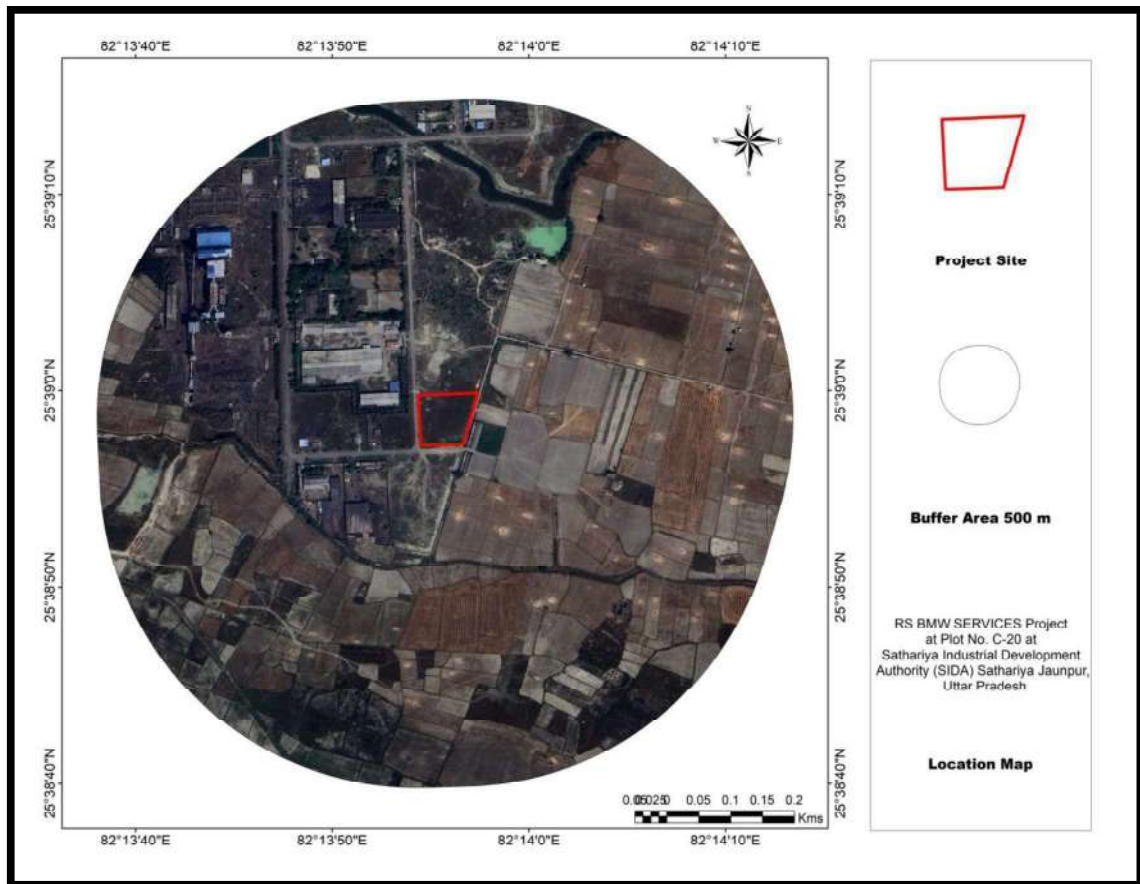 82°13'40"E 82°13'50"E 82°14'0"E 82°14'10"E
25°39'10"N 25°39'10"N
25°39'0"N 25°39'0"N
25°38'50"N 25°38'50"N
25°38'40"N 25°38'40"N
N
W E
S
0.05 0.025 0 0.05 0.1 0.15 0.2
Kms
82°13'40"E 82°13'50"E 82°14'0"E 82°14'10"E
Project Site
Buffer Area 500 m
RS BMW SERVICES Project
at Plot No. C-20 at
Sathariya Industrial Development
Authority (SIDA) Sathariya Jaunpur,
Uttar Pradesh
Location Map